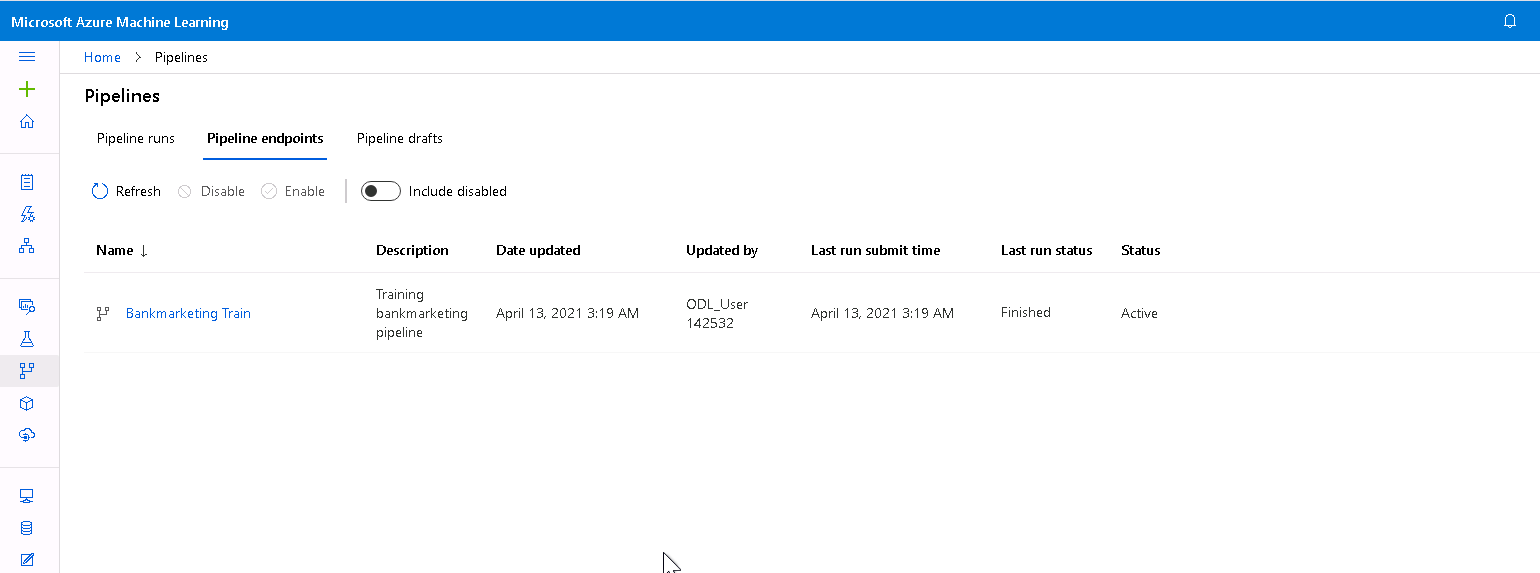 Microsoft Azure Machine Learning
Home > Pipelines
Pipelines
Pipeline runs Pipeline endpoints Pipeline drafts
Refresh Disable Enable Include disabled
Name ↓ Description Date updated Updated by Last run submit time Last run status Status
Bankmarketing Train
Training
bankmarketing
pipeline
April 13, 2021 3:19 AM
ODL_User
142532
April 13, 2021 3:19 AM
Finished
Active